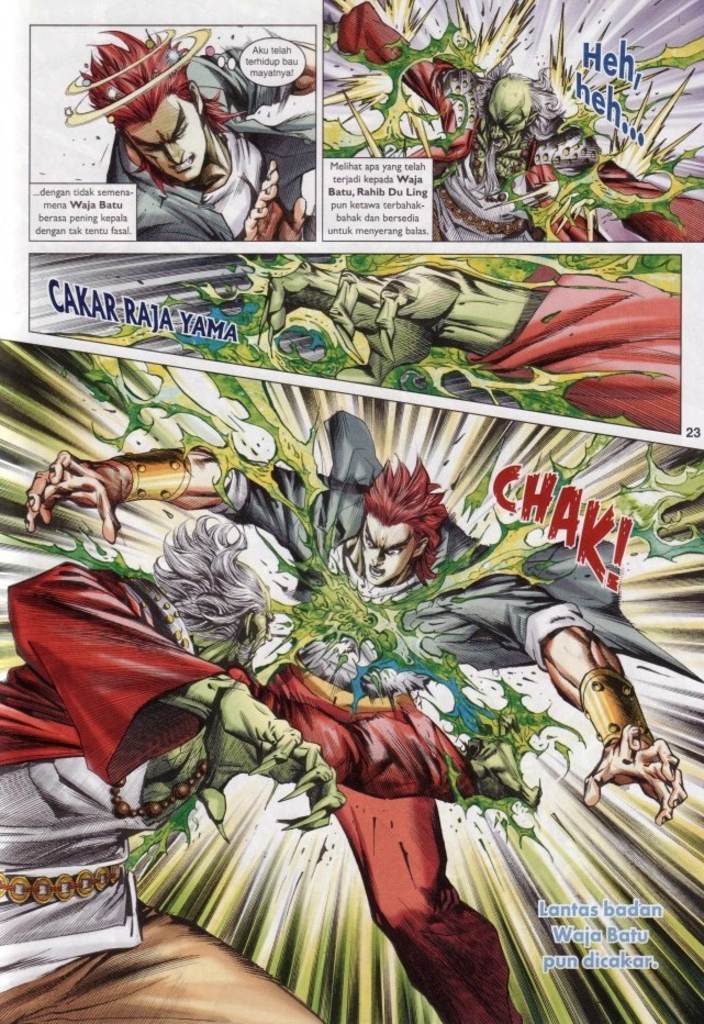 Aku telah
terhidup bau
mayatnya!
...dengan tidak semena-
mena Waja Batu
berasa pening kepala
dengan tak tentu fasal.
Heh,
heh...
Melihat apa yang telah
terjadi kepada Waja
Batu, Rahib Du Ling
pun ketawa terbahak-
bahak dan bersedia
untuk menyerang balas.
CAKAR RAJA YAMA
23
CHAK!
Lantas badan
Waja Batu
pun dicakar.